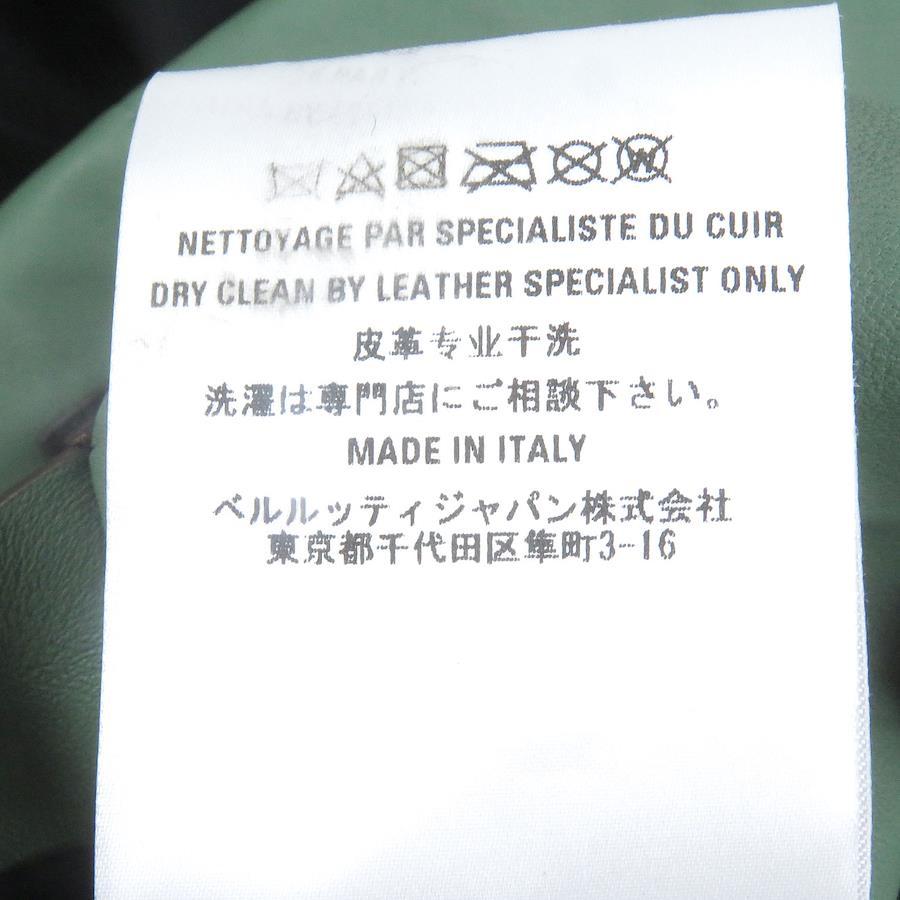 NETTOYAGE PAR SPECIALISTE DU CUIR
DRY CLEAN BY LEATHER SPECIALIST ONLY
皮革专业干洗
洗濯は専門店にご相談下さい。
MADE IN ITALY
ベルルッティジャパン株式会社
東京都千代田区隼町3-16